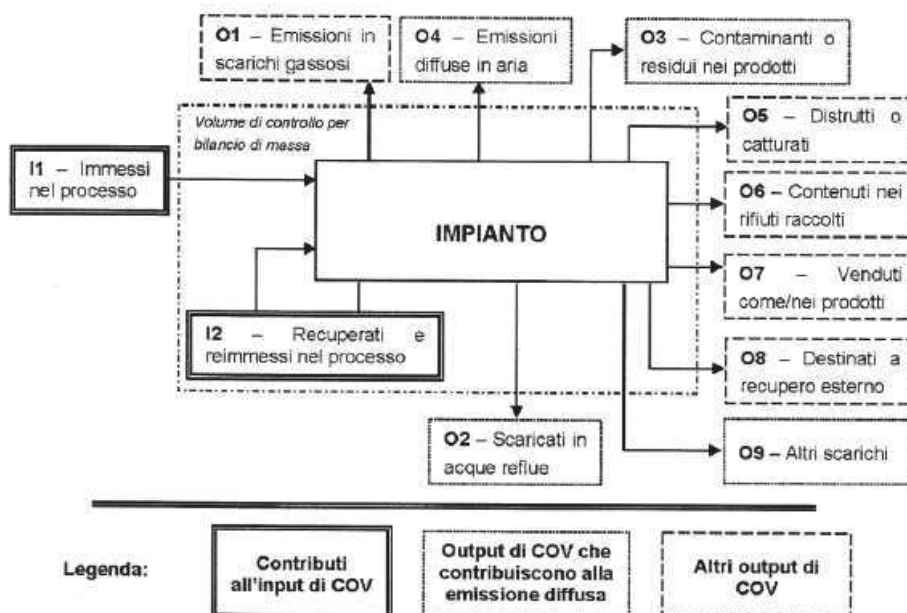 O1 – Emissioni in
scarichi gassosi
O4 – Emissioni
diffuse in aria
O3 – Contaminanti o
residui nei prodotti
Volume di controllo per
bilancio di massa
O5 – Distrutti o
catturati
I1 – Immessi
nel processo
O6 – Contenuti nei
rifiuti raccolti
IMPIANTO
O7 – Venduti
come/nei prodotti
I2 – Recuperati e
reimmessi nel processo
O8 – Destinati a
recupero esterno
O2 – Scaricati in
acque reflue
O9 – Altri scarichi
Legenda:
Contributi
all'input di COV
Output di COV che
contribuiscono alla
emissione diffusa
Altri output di
COV